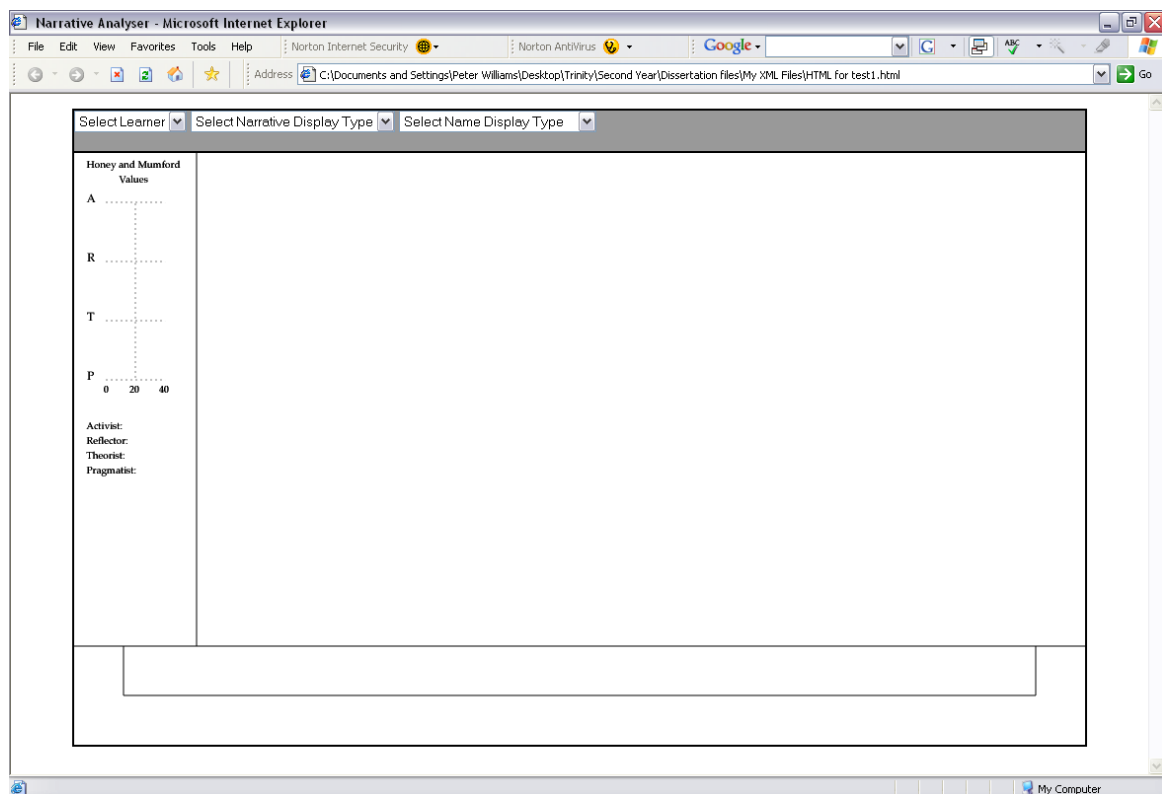 Narrative Analyser - Microsoft Internet Explorer
File Edit View Favorites Tools Help Norton Internet Security Norton AntiVirus Google G ABC
Address C:\Documents and Settings\Peter Williams\Desktop\Trinity\Second Year\Dissertation files\My XML Files\HTML for test1.html Go
Select Learner Select Narrative Display Type Select Name Display Type
Honey and Mumford
Values
A
R
T
P
0 20 40
Activist:
Reflector:
Theorist:
Pragmatist:
My Computer